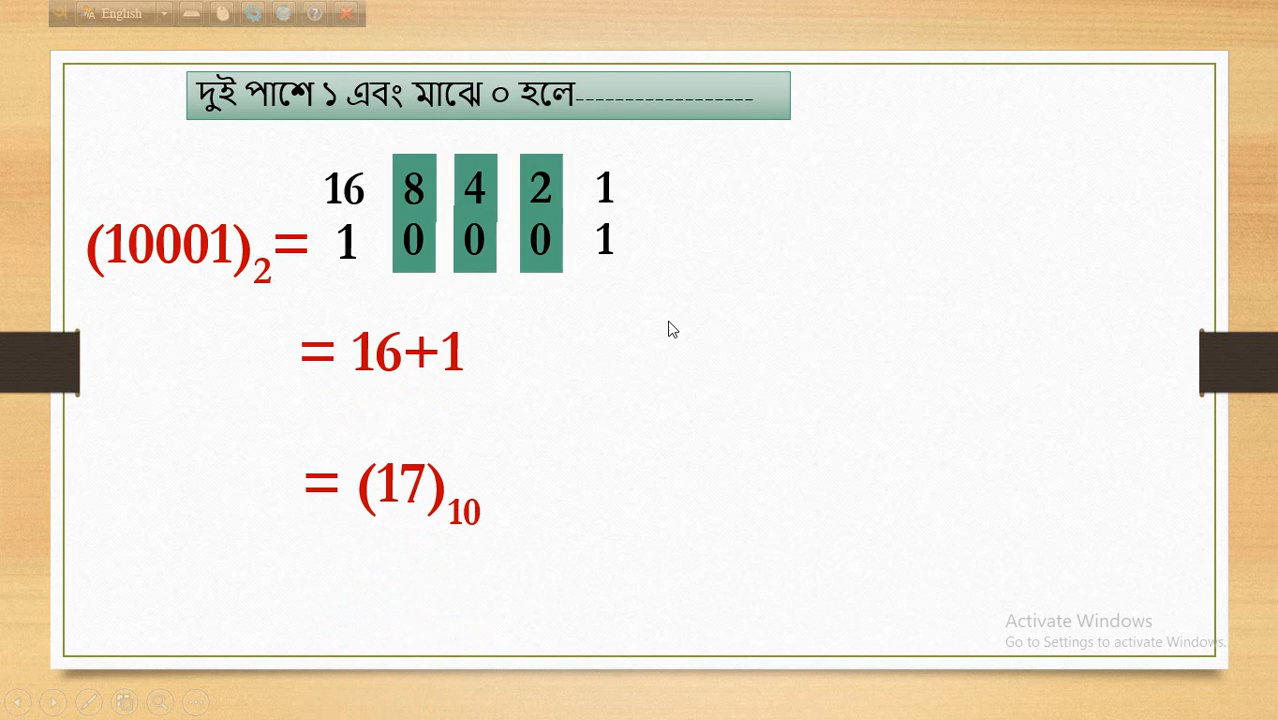 English
দুই পাশে ১ এবং মাঝে ০ হলে------------------
16 8 4 2 1
(10001)2= 1 0 0 0 1
= 16+1
= (17)10
Activate Windows
Go to Settings to activate Windows.